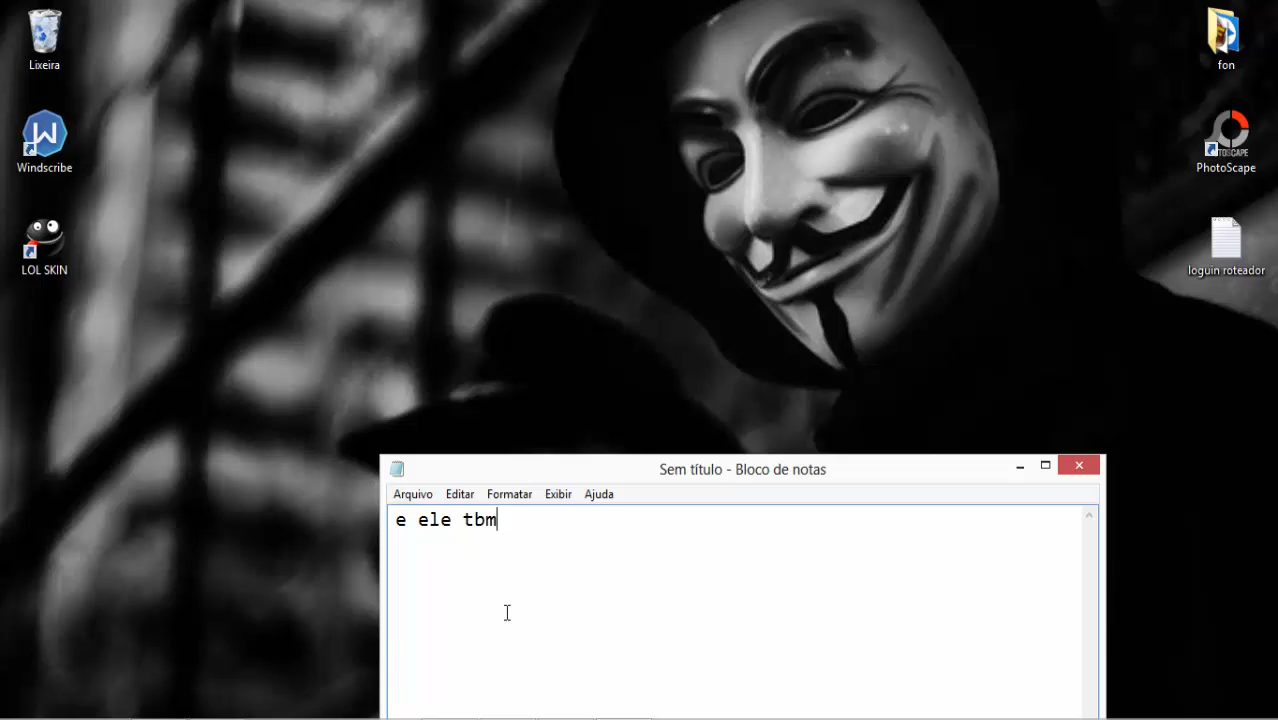 Lixeira
Windscribe
LOL SKIN
fon
PhotoScape
loguin roteador
Sem título - Bloco de notas
Arquivo Editar Formatar Exibir Ajuda
e ele tbm